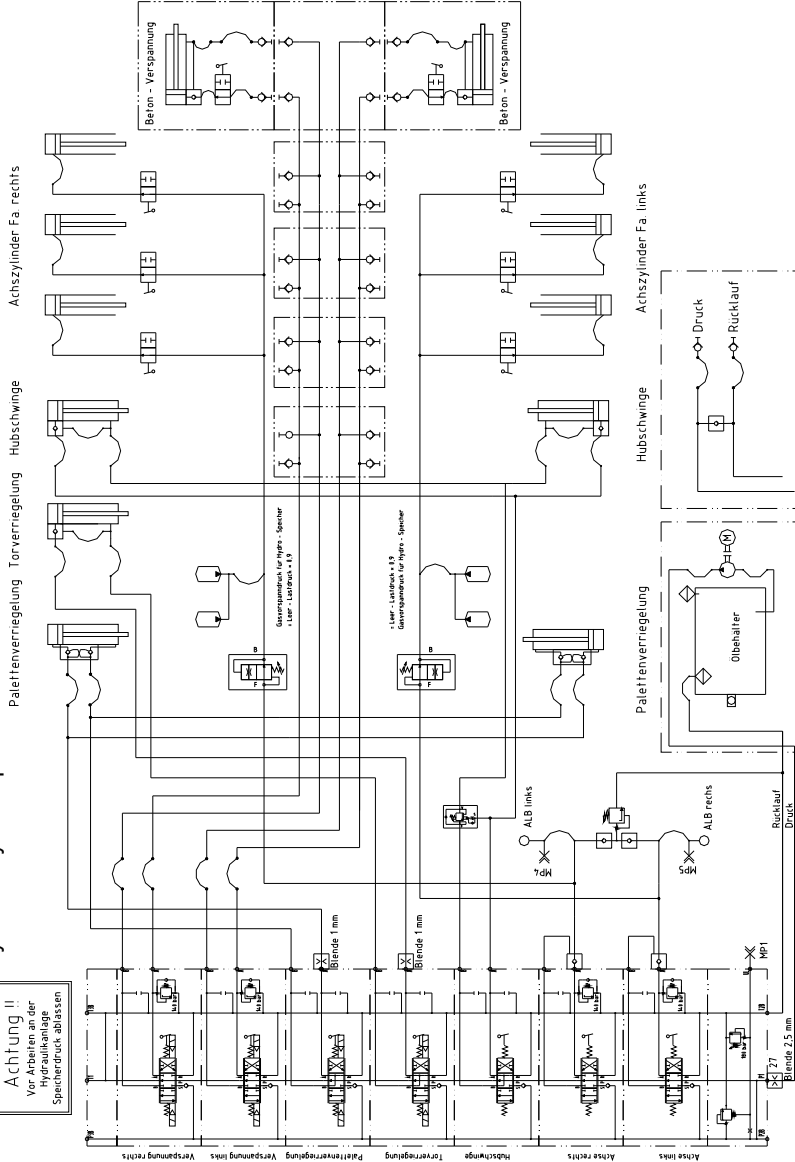 Achtung !!
Vor Arbeiten an der
Hydraulikanlage
Speicherdruck ablassen
Beton - Verspannung
Beton - Verspannung
Achszylinder Fa. rechts
Achszylinder Fa. links
Hubschwinge
Torverriegelung
Palettenverriegelung
Hubschwinge
Palettenverriegelung
Druck
Rücklauf
Gasvorspanndruck für Hydro - Speicher
= Leer - Lastdruck x 0,9
= Leer - Lastdruck x 0,9
Gasvorspanndruck für Hydro - Speicher
B
F
B
F
M
Ölbehälter
ALB links
MP4
ALB rechs
MP5
Rücklauf
Druck
Blende 1 mm
Blende 1 mm
MP1
27
Blende 2,5 mm
Verspannung rechts
Verspannung links
Palettenverriegelung
Torverriegelung
Hubschwinge
Achse rechts
Achse links